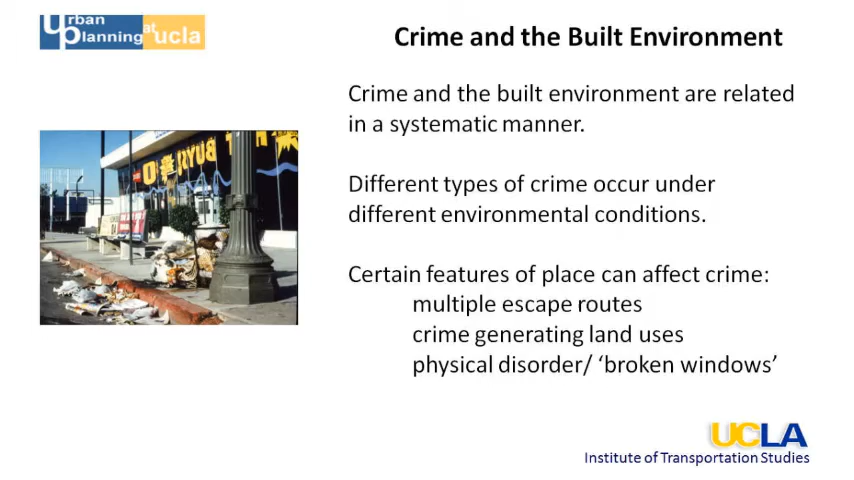 Urban
Planning at ucla
Crime and the Built Environment
Crime and the built environment are related
in a systematic manner.
Different types of crime occur under
different environmental conditions.
Certain features of place can affect crime:
multiple escape routes
crime generating land uses
physical disorder/ ‘broken windows’
UCLA
Institute of Transportation Studies